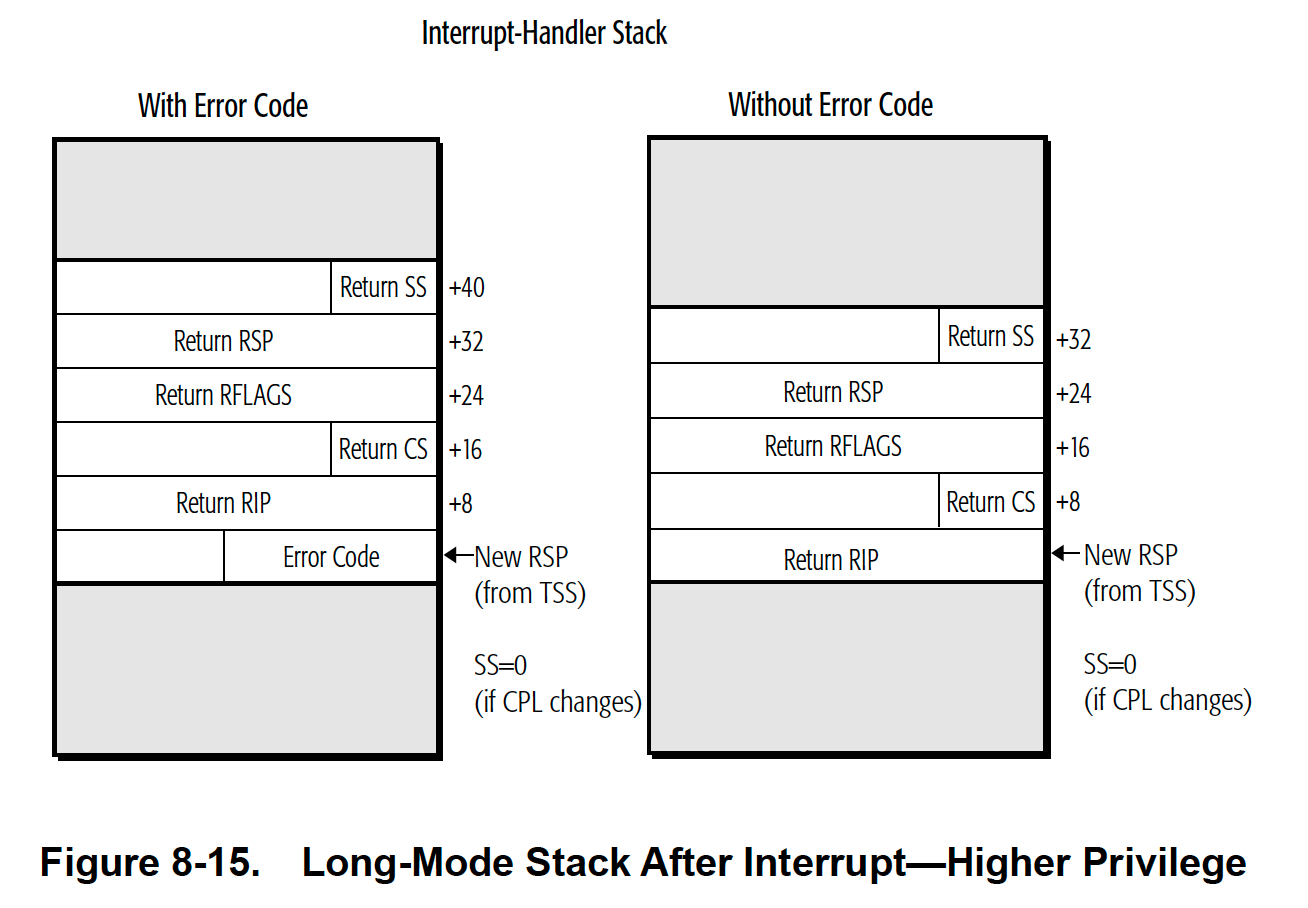 Interrupt-Handler Stack
With Error Code
Return SS
+40
Return RSP
+32
Return RFLAGS
+24
Return CS
+16
Return RIP
+8
Error Code
New RSP
(from TSS)
SS=0
(if CPL changes)
Without Error Code
Return SS
+32
Return RSP
+24
Return RFLAGS
+16
Return CS
+8
Return RIP
New RSP
(from TSS)
SS=0
(if CPL changes)
Figure 8-15. Long-Mode Stack After Interrupt—Higher Privilege